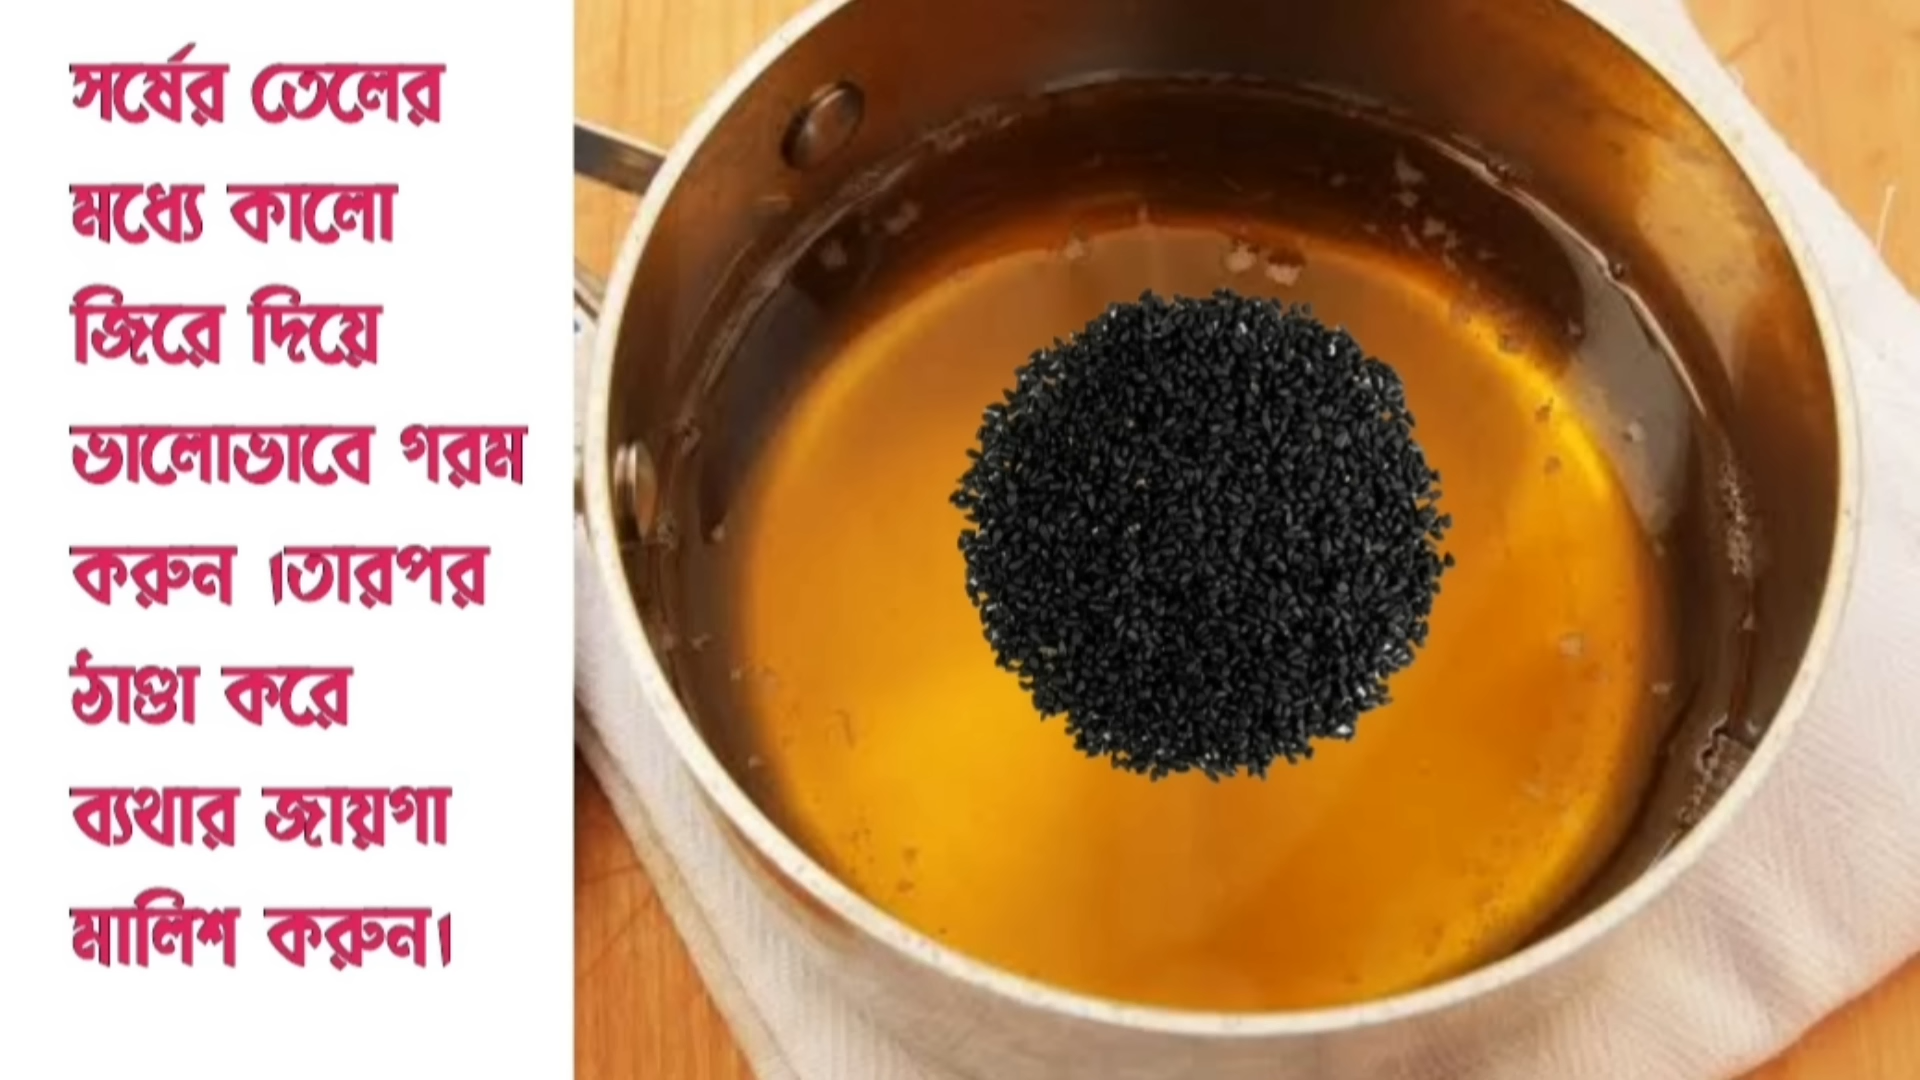 সর্ষের তেলের
মধ্যে কালো
জিরে দিয়ে
ভালোভাবে গরম
করুন ।তারপর
ঠাণ্ডা করে
ব্যথার জায়গা
মালিশ করুন।